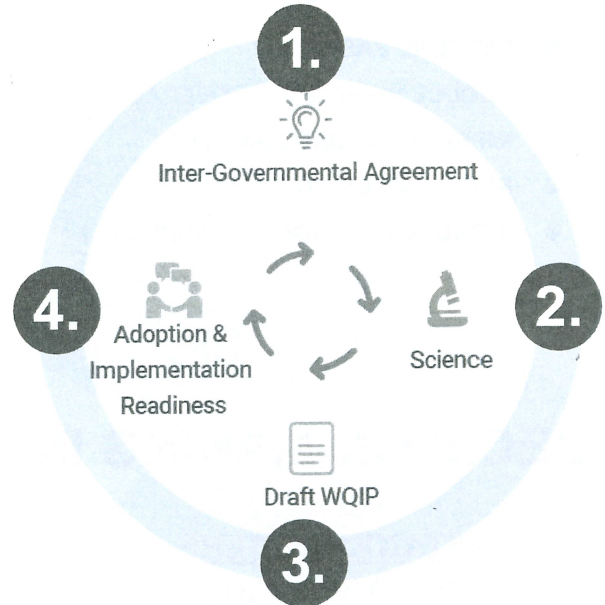 1.
Inter-Governmental Agreement
2.
Science
3.
Draft WQIP
4.
Adoption &
Implementation
Readiness